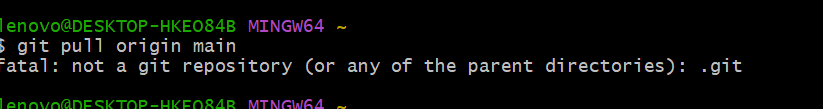 lenovo@DESKTOP-HKEO84B MINGW64 ~
$ git pull origin main
fatal: not a git repository (or any of the parent directories): .git
lenovo@DESKTOP-HKEO84B MINGW64 ~